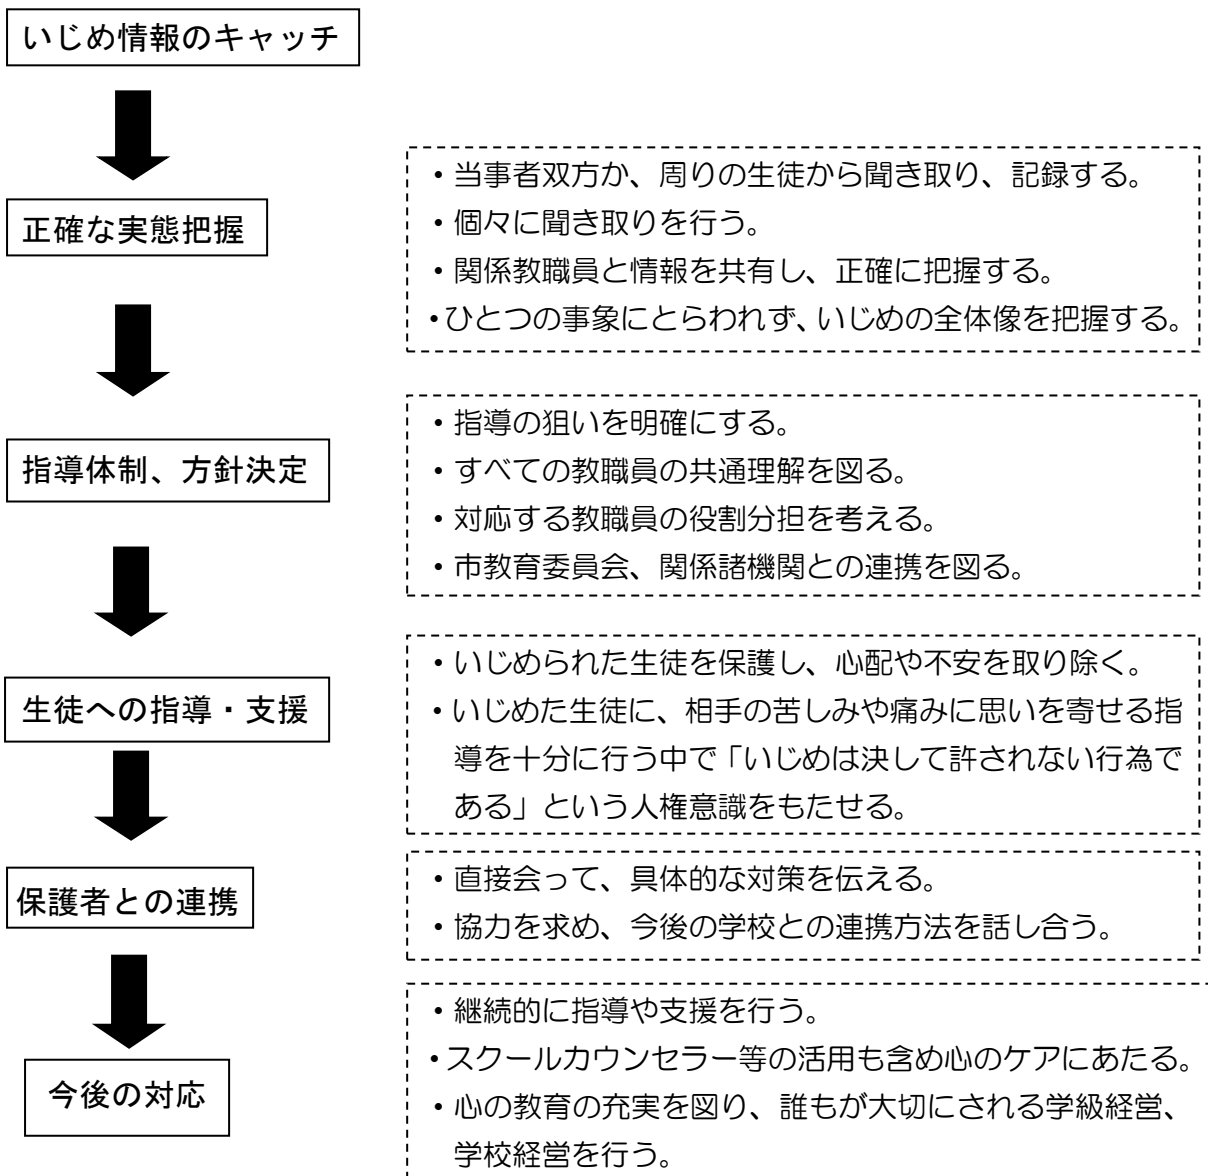 いじめ情報のキャッチ
正確な実態把握
・当事者双方か、周りの生徒から聞き取り、記録する。
・個々に聞き取りを行う。
・関係教職員と情報を共有し、正確に把握する。
・ひとつの事象にとらわれず、いじめの全体像を把握する。
指導体制、方針決定
・指導の狙いを明確にする。
・すべての教職員の共通理解を図る。
・対応する教職員の役割分担を考える。
・市教育委員会、関係諸機関との連携を図る。
生徒への指導・支援
・いじめられた生徒を保護し、心配や不安を取り除く。
・いじめた生徒に、相手の苦しみや痛みに思いを寄せる指
導を十分に行う中で「いじめは決して許されない行為で
ある」という人権意識をもたせる。
保護者との連携
・直接会って、具体的な対策を伝える。
・協力を求め、今後の学校との連携方法を話し合う。
今後の対応
・継続的に指導や支援を行う。
・スクールカウンセラー等の活用も含め心のケアにあたる。
・心の教育の充実を図り、誰もが大切にされる学級経営、
学校経営を行う。